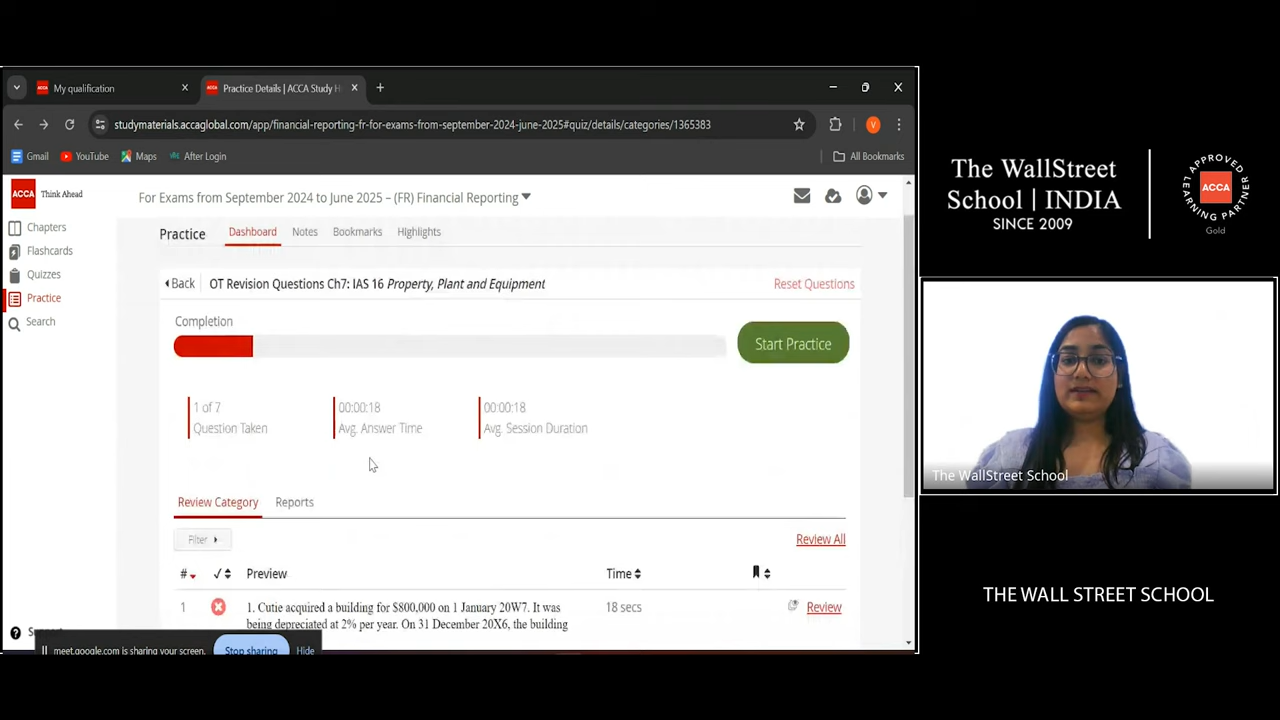 My qualification
Practice Details | ACCA Study H
studymaterials.accaglobal.com/app/financial-reporting-fr-for-exams-from-september-2024-june-2025#quiz/details/categories/1365383
V
Gmail
YouTube
Maps
After Login
All Bookmarks
ACCA
Think Ahead
For Exams from September 2024 to June 2025 – (FR) Financial Reporting
Chapters
Flashcards
Quizzes
Practice
Search
Practice
Dashboard
Notes
Bookmarks
Highlights
Back
OT Revision Questions Ch7: IAS 16 Property, Plant and Equipment
Reset Questions
Completion
Start Practice
1 of 7
Question Taken
00:00:18
Avg. Answer Time
00:00:18
Avg. Session Duration
Review Category
Reports
Filter
Review All
#
Preview
Time
1
1. Cutie acquired a building for $800,000 on 1 January 20W7. It was
being depreciated at 2% per year. On 31 December 20X6, the building
18 secs
Review
meet.google.com is sharing your screen.
Stop sharing
Hide
The WallStreet
School | INDIA
SINCE 2009
APPROVED
LEARNING PARTNER
ACCA
Gold
The WallStreet School
THE WALL STREET SCHOOL